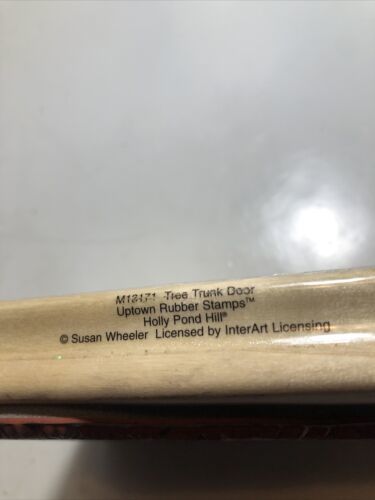 M13171 Tree Trunk Door
Uptown Rubber Stamps™
Holly Pond Hill®
© Susan Wheeler Licensed by InterArt Licensing